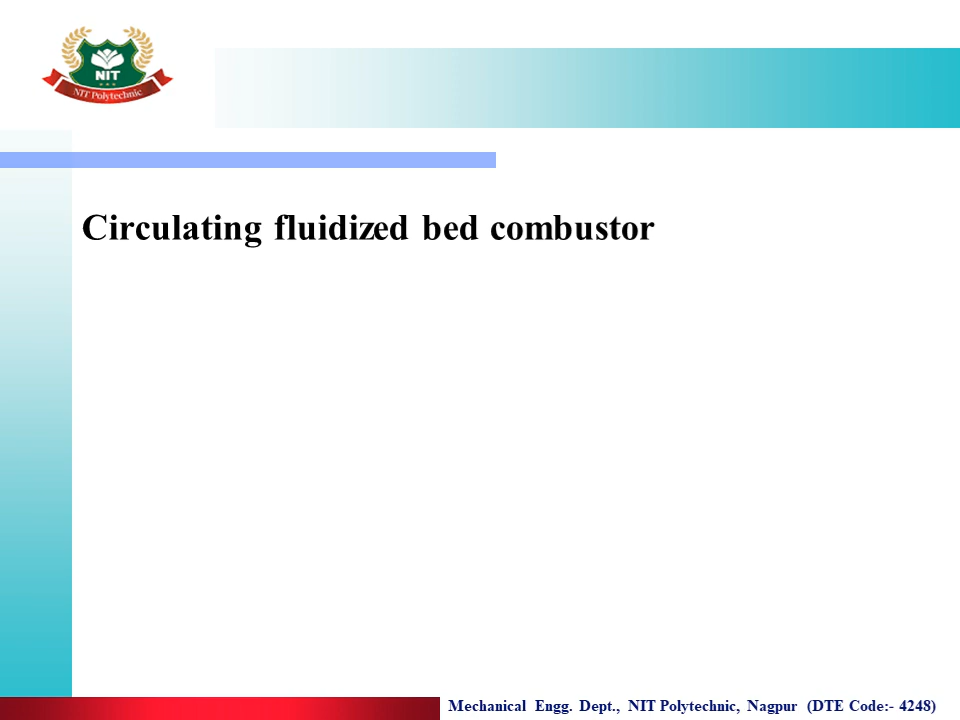 NIT
NIT Polytechnic
Circulating fluidized bed combustor
Mechanical Engg. Dept., NIT Polytechnic, Nagpur (DTE Code:- 4248)